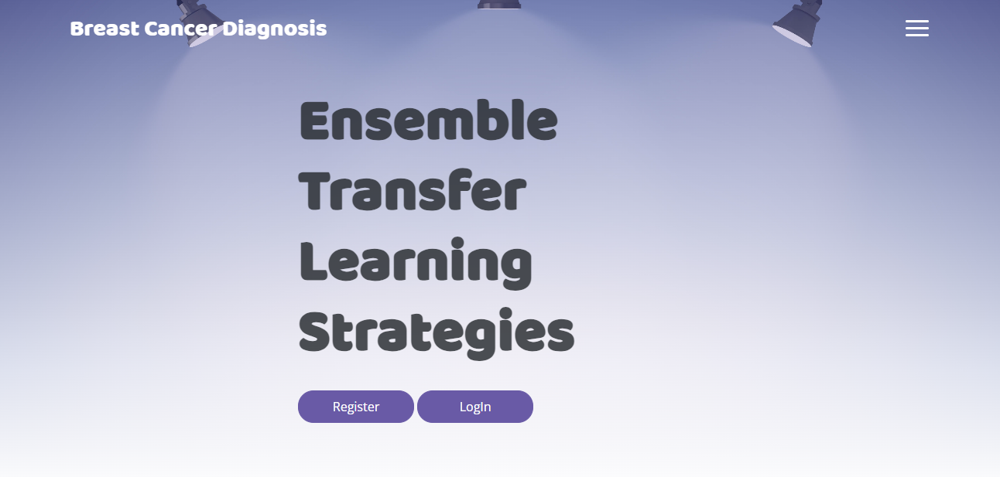 Breast Cancer Diagnosis
Ensemble
Transfer
Learning
Strategies
Register
LogIn